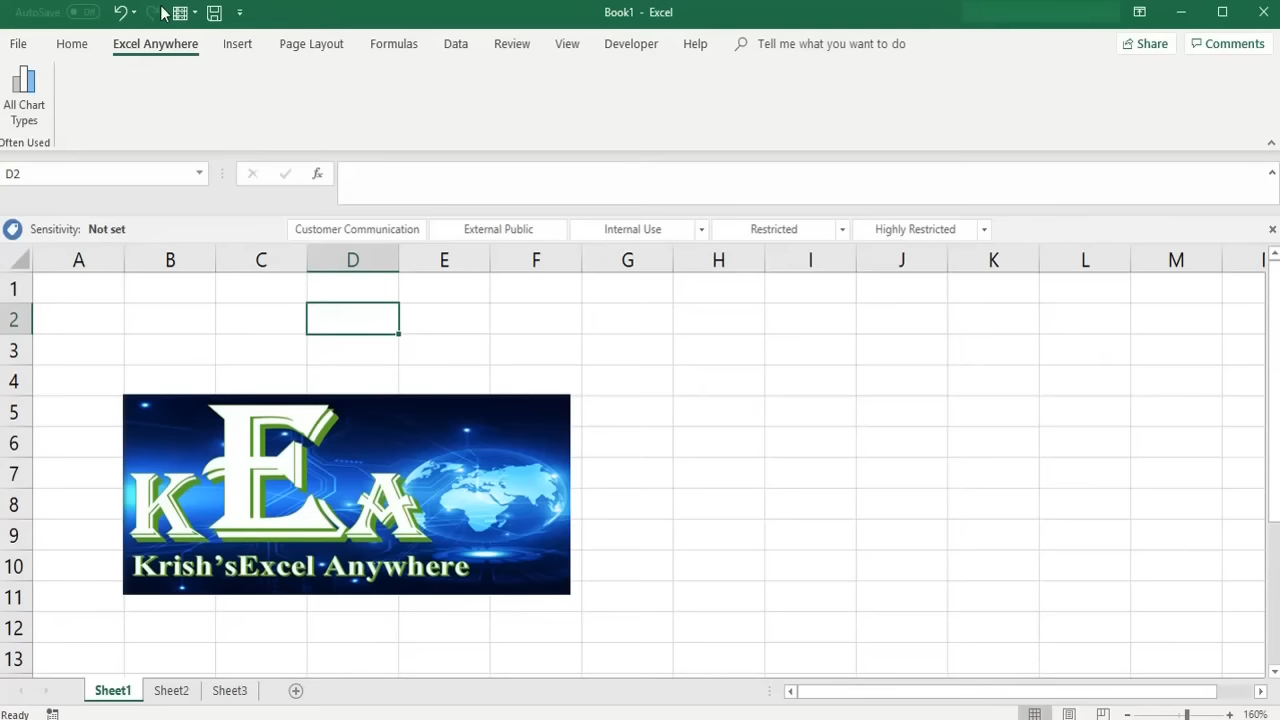 AutoSave Off
Book1 - Excel
File Home Excel Anywhere Insert Page Layout Formulas Data Review View Developer Help Tell me what you want to do Share Comments
All Chart
Types
Often Used
D2
fx
Sensitivity: Not set Customer Communication External Public Internal Use Restricted Highly Restricted
A B C D E F G H I J K L M
1
2
3
4
5
6
7
8
9
10
11
12
13
KEA
Krish'sExcel Anywhere
Sheet1 Sheet2 Sheet3
Ready
160%